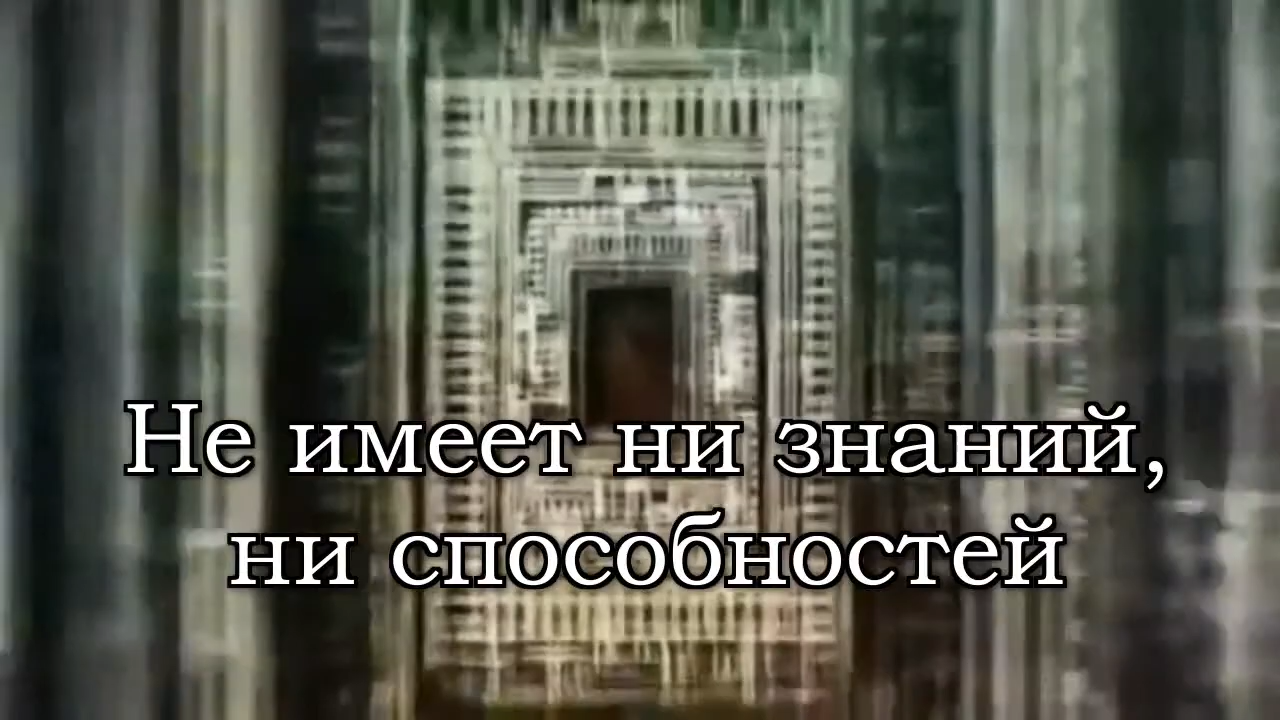 Не имеет ни знаний,
ни способностей